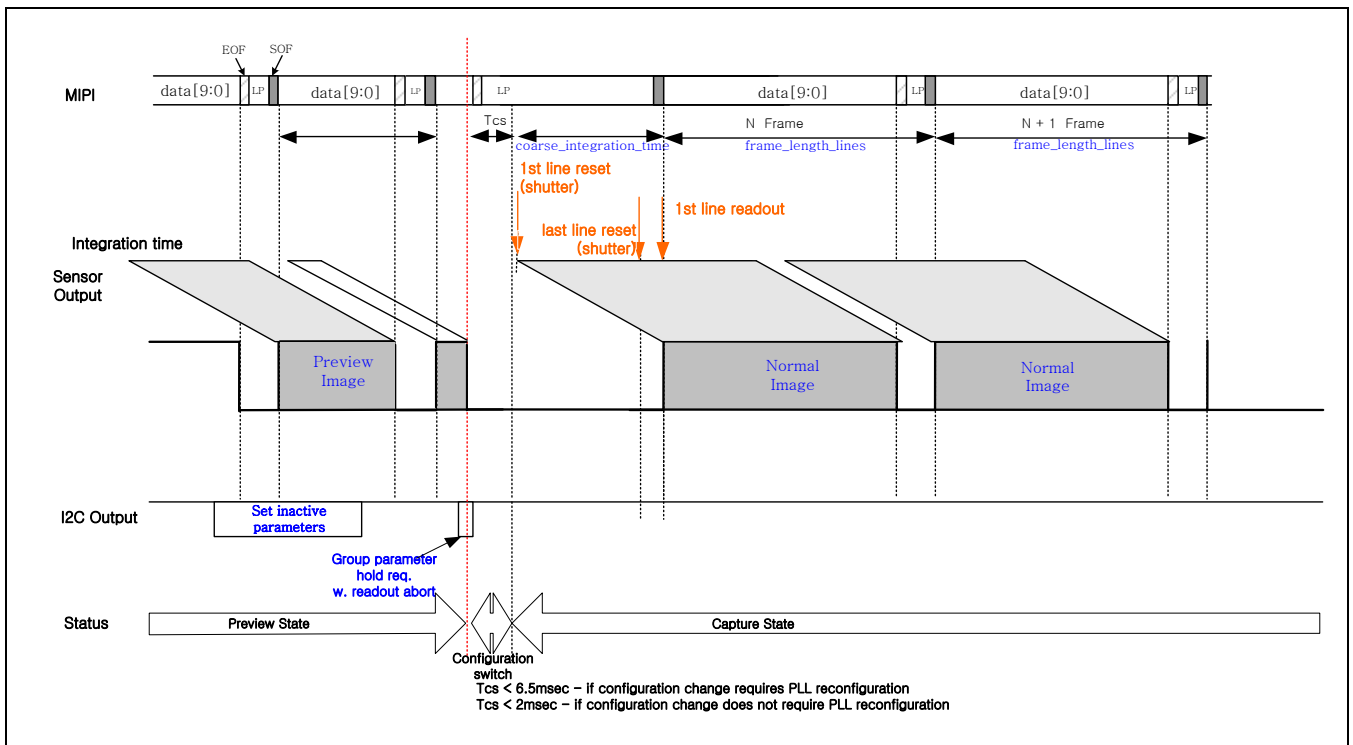 EOF
SOF
MIPI
data[9:0]
LP
data[9:0]
LP
LP
data[9:0]
LP
data[9:0]
LP
Tcs
N Frame
N + 1 Frame
coarse_integration_time
frame_length_lines
frame_length_lines
1st line reset
(shutter)
1st line readout
last line reset
(shutter)
Integration time
Sensor
Output
Preview
Image
Normal
Image
Normal
Image
I2C Output
Set inactive
parameters
Group parameter
hold req.
w. readout abort
Status
Preview State
Capture State
Configuration
switch
Tcs < 6.5msec - if configuration change requires PLL reconfiguration
Tcs < 2msec - if configuration change does not require PLL reconfiguration